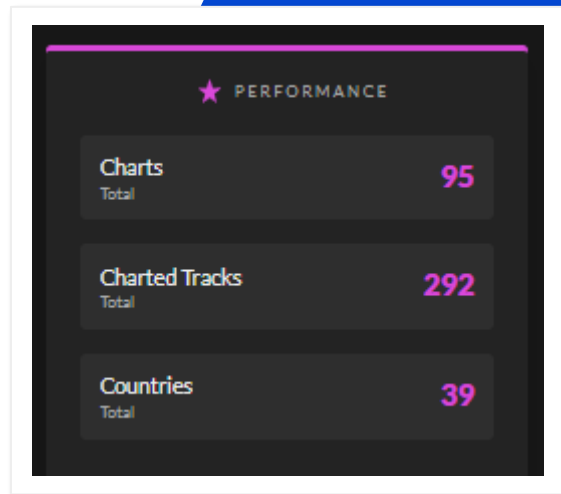 PERFORMANCE
Charts
Total
95
Charted Tracks
Total
292
Countries
Total
39